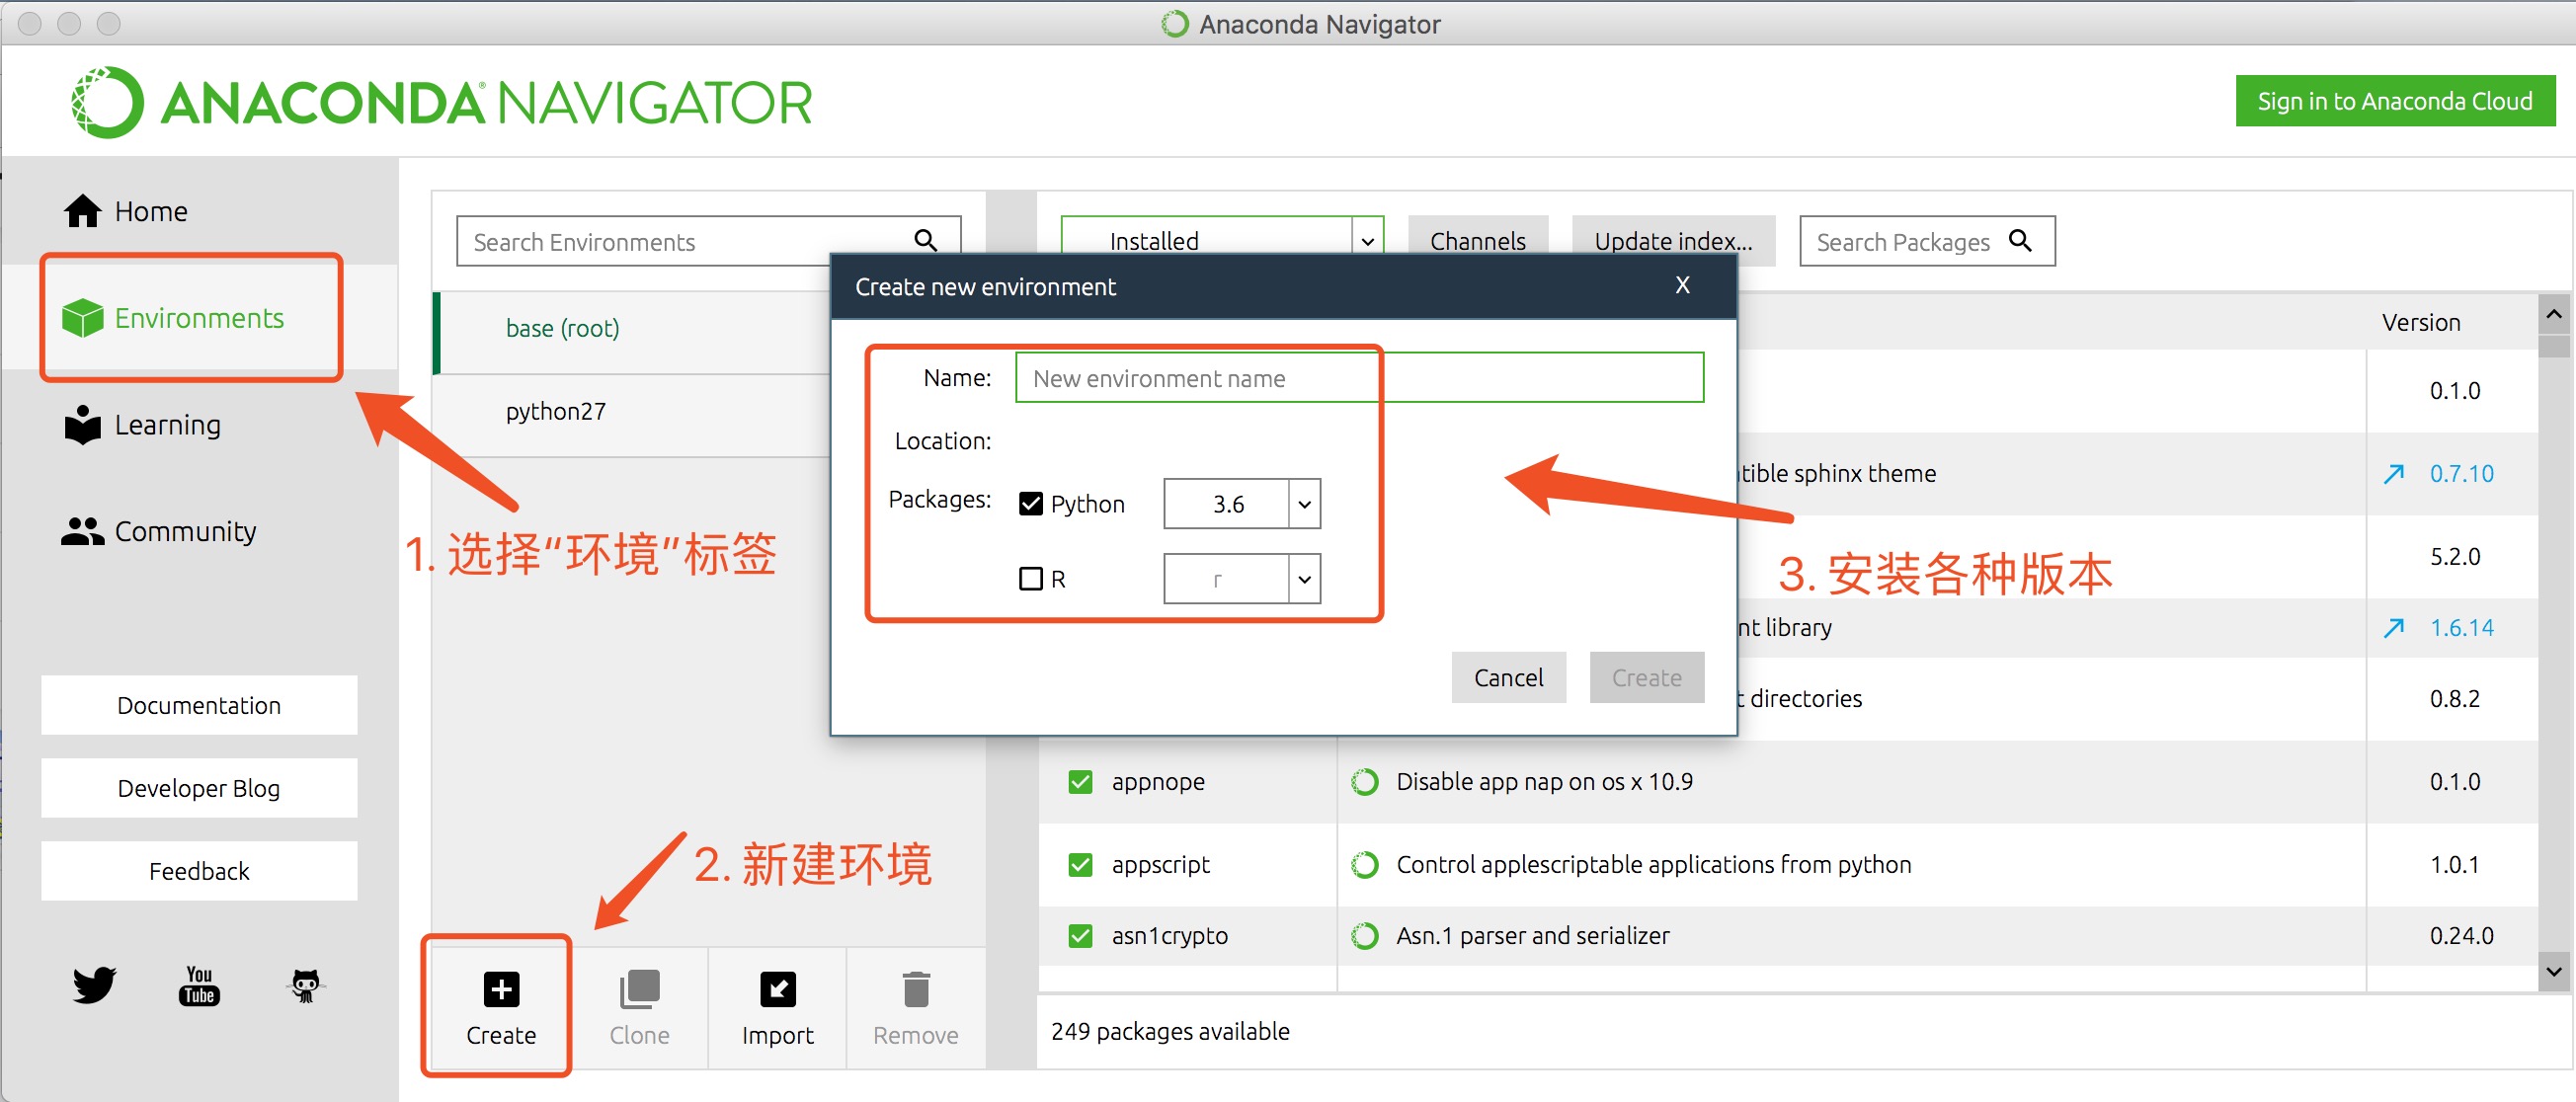 Anaconda Navigator
ANACONDA NAVIGATOR
Sign in to Anaconda Cloud
Home
Environments
Learning
Community
Documentation
Developer Blog
Feedback
You
Tube
1. 选择“环境”标签
Search Environments
base (root)
python27
2. 新建环境
Create
Clone
Import
Remove
Installed
Channels
Update index...
Search Packages
Create new environment
X
Name:
New environment name
Location:
Packages:
Python
3.6
R
r
Cancel
Create
3. 安装各种版本
Version
0.1.0
tible sphinx theme
0.7.10
5.2.0
nt library
1.6.14
t directories
0.8.2
appnope
Disable app nap on os x 10.9
0.1.0
appscript
Control applescriptable applications from python
1.0.1
asn1crypto
Asn.1 parser and serializer
0.24.0
249 packages available